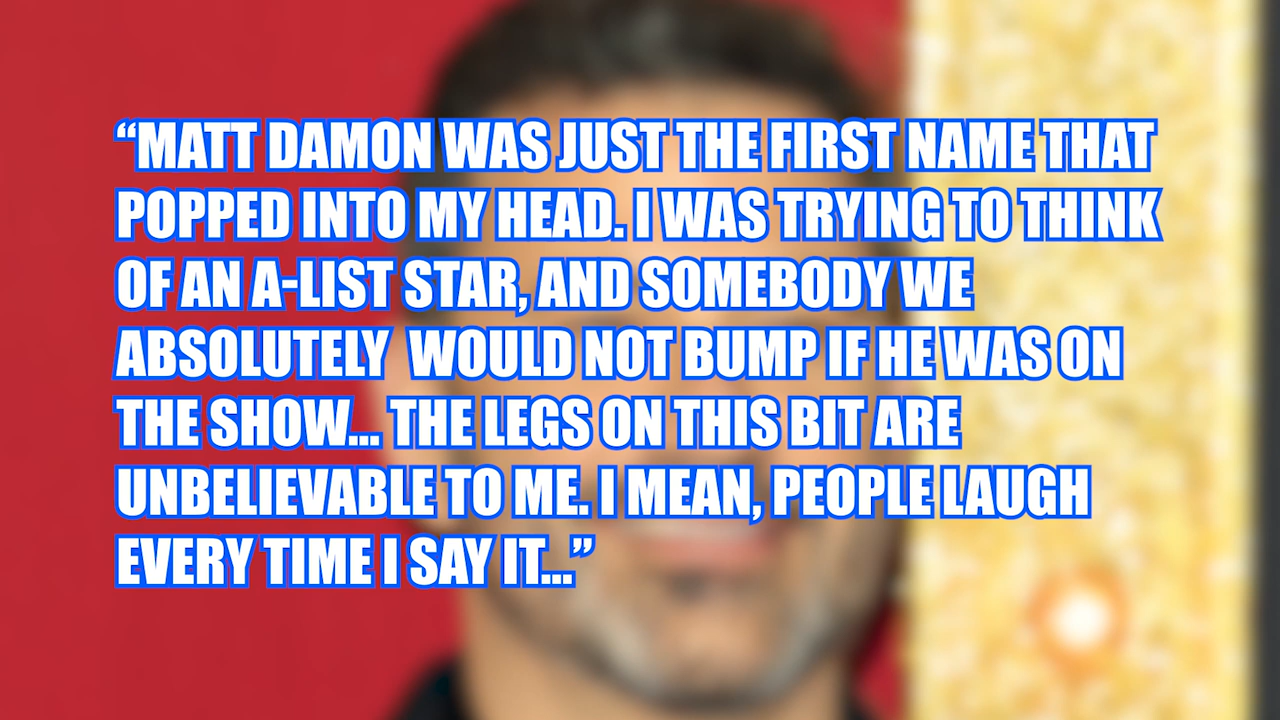 “MATT DAMON WAS JUST THE FIRST NAME THAT
POPPED INTO MY HEAD. I WAS TRYING TO THINK
OF AN A-LIST STAR, AND SOMEBODY WE
ABSOLUTELY  WOULD NOT BUMP IF HE WAS ON
THE SHOW... THE LEGS ON THIS BIT ARE
UNBELIEVABLE TO ME. I MEAN, PEOPLE LAUGH
EVERY TIME I SAY IT...”